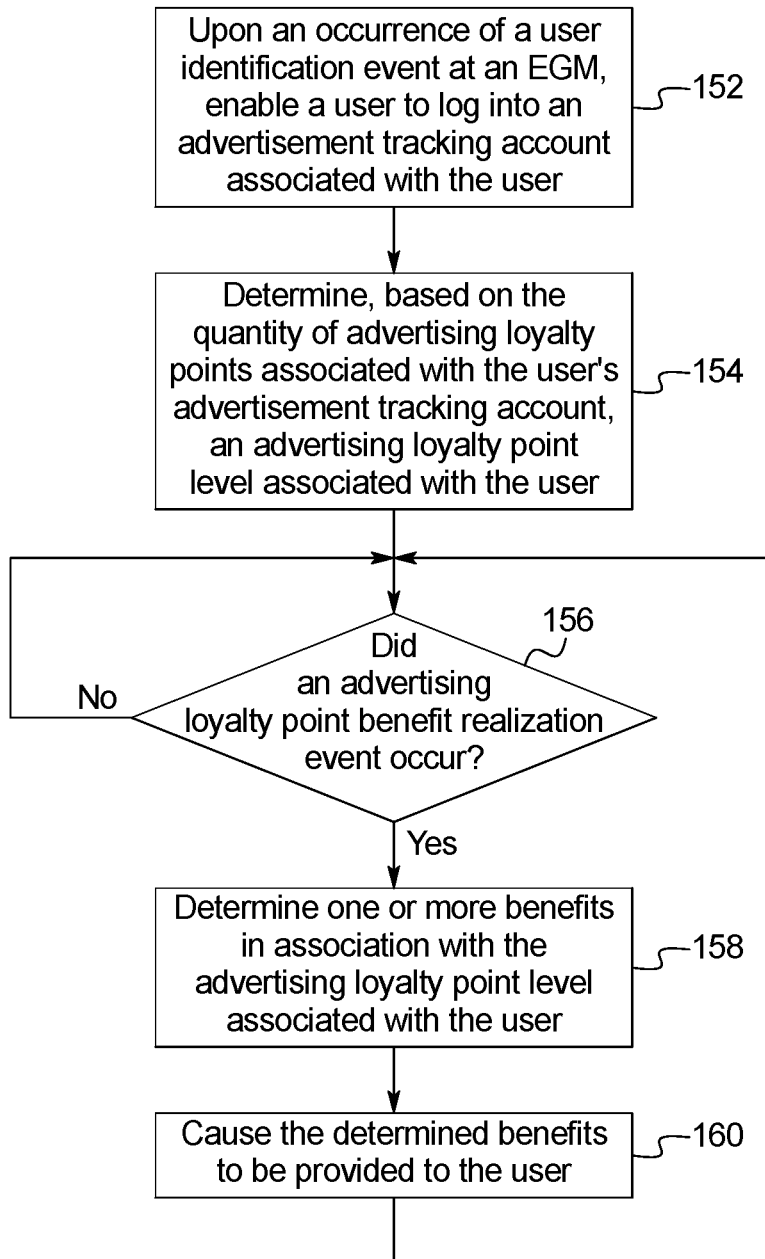 Upon an occurrence of a user
identification event at an EGM,
enable a user to log into an
advertisement tracking account
associated with the user
152
Determine, based on the
quantity of advertising loyalty
points associated with the user's
advertisement tracking account,
an advertising loyalty point
level associated with the user
154
156
Did
an advertising
loyalty point benefit realization
event occur?
No
Yes
Determine one or more benefits
in association with the
advertising loyalty point level
associated with the user
158
Cause the determined benefits
to be provided to the user
160